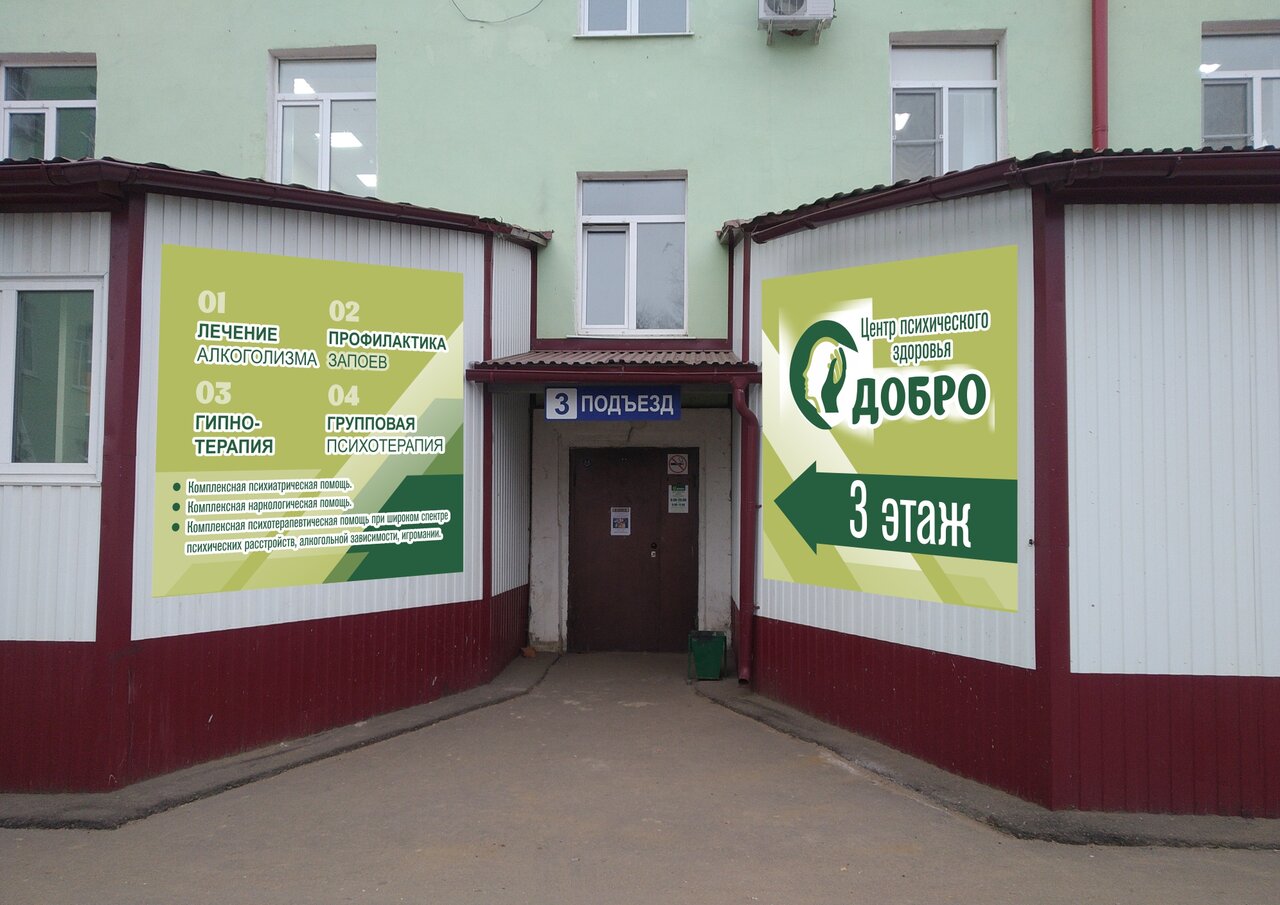 01
ЛЕЧЕНИЕ
АЛКОГОЛИЗМА
02
ПРОФИЛАКТИКА
ЗАПОЕВ
03
ГИПНО-
ТЕРАПИЯ
04
ГРУППОВАЯ
ПСИХОТЕРАПИЯ
Комплексная психиатрическая помощь.
Комплексная наркологическая помощь.
Комплексная психотерапевтическая помощь при широком спектре
психических расстройств, алкогольной зависимости, игромании.
3 ПОДЪЕЗД
Центр психического
здоровья
ДОБРО
3 этаж